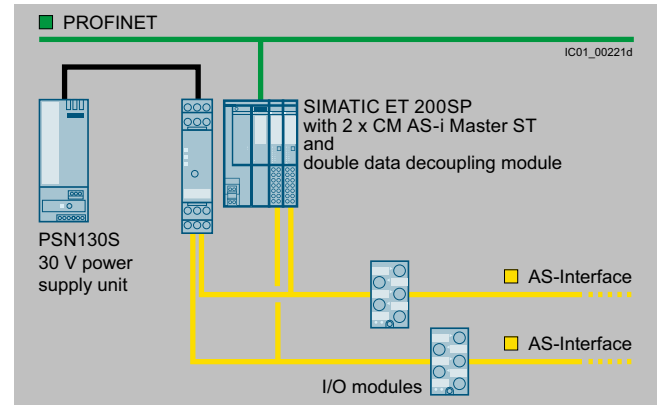 PROFINET
IC01_00221d
SIMATIC ET 200SP
with 2 x CM AS-i Master ST
and
double data decoupling module
PSN130S
30 V power
supply unit
AS-Interface
AS-Interface
I/O modules